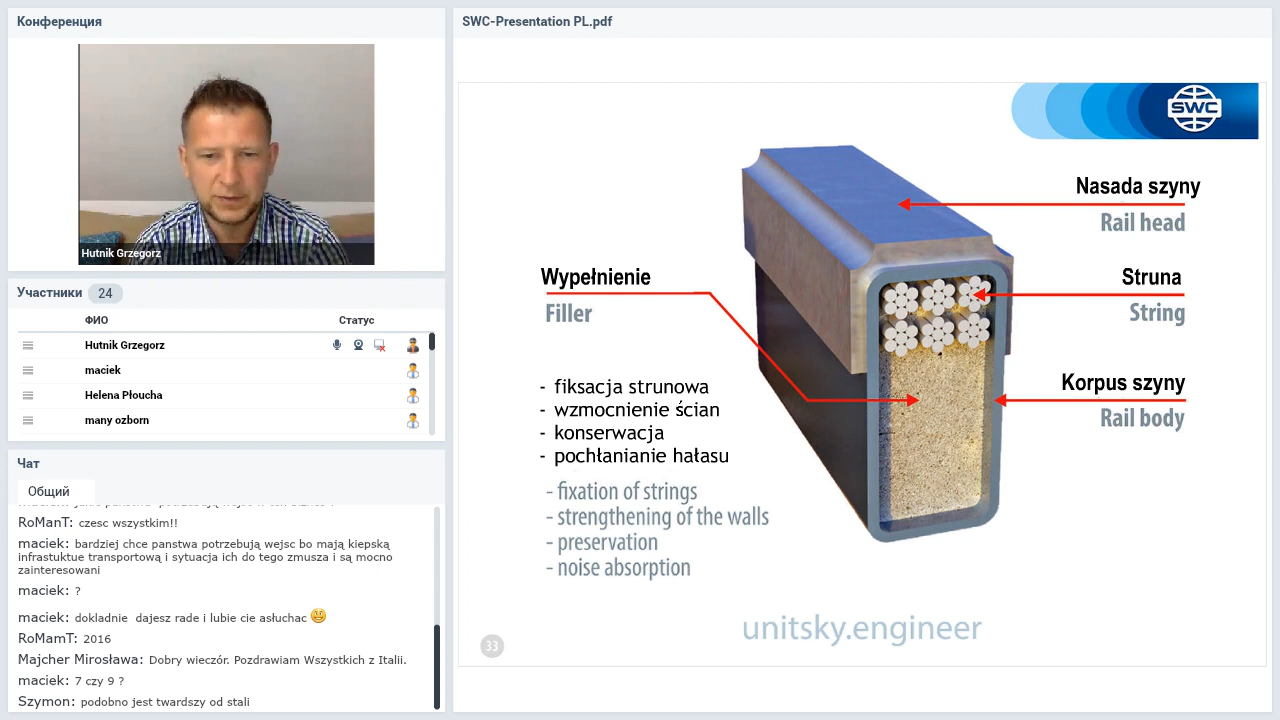 Конференция
Hutnik Grzegorz
Участники 24
ФИО Статус
Hutnik Grzegorz
maciek
Helena Płoucha
many ozborn
Чат
Общий
RoManT: czesc wszystkim!!
maciek: bardziej chce panstwa potrzebują wejsc bo mają kiepską
infrastuktue transportową i sytuacja ich do tego zmusza i są mocno
zainteresowani
maciek: ?
maciek: dokladnie dajesz rade i lubie cie asłuchac
RoMamT: 2016
Majcher Mirosława: Dobry wieczór. Pozdrawiam Wszystkich z Italii.
maciek: 7 czy 9 ?
Szymon: podobno jest twardszy od stali
SWC-Presentation PL.pdf
SWC
Nasada szyny
Rail head
Wypełnienie
Filler
Struna
String
Korpus szyny
Rail body
- fiksacja strunowa
- wzmocnienie ścian
- konserwacja
- pochłanianie hałasu
- fixation of strings
- strengthening of the walls
- preservation
- noise absorption
unitsky.engineer
33